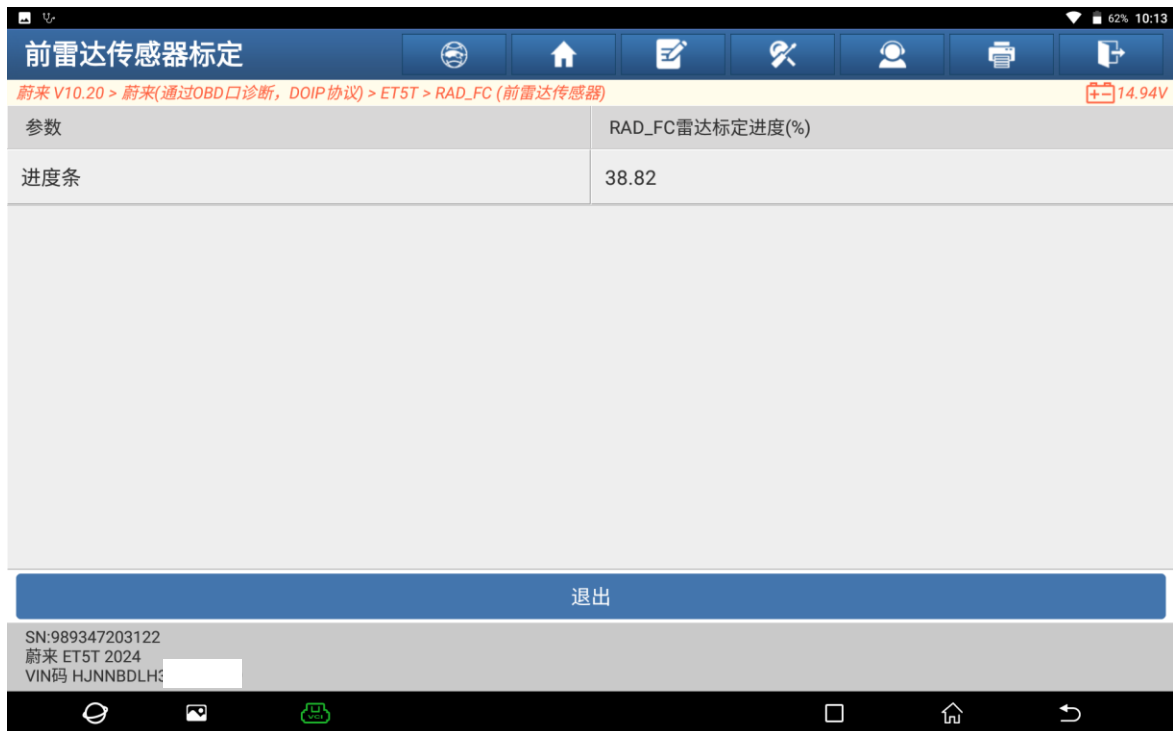 62% 10:13
前雷达传感器标定
蔚来 V10.20 > 蔚来(通过OBD口诊断，DOIP协议) > ET5T > RAD_FC (前雷达传感器)
14.94V
参数
RAD_FC雷达标定进度(%)
进度条
38.82
退出
SN:989347203122
蔚来 ET5T 2024
VIN码 HJNNBDLH
VCI